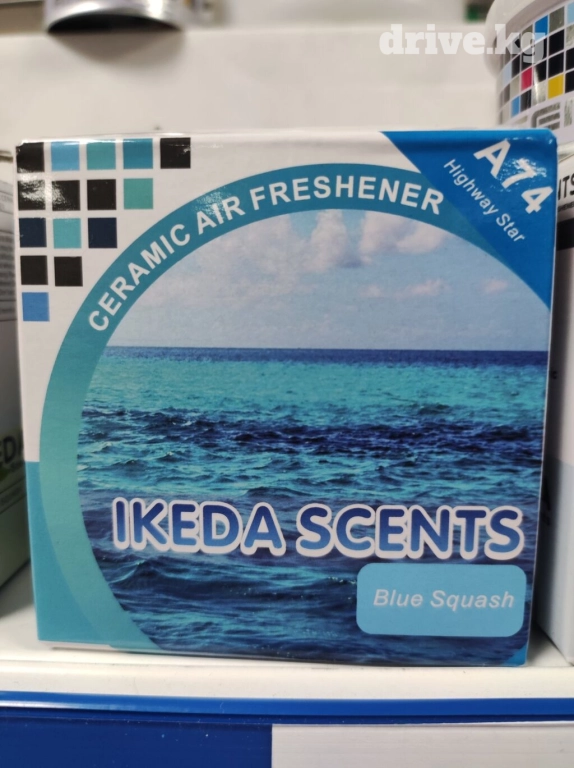 drive.kg
A74
Highway Star
CERAMIC AIR FRESHENER
IKEDA SCENTS
Blue Squash